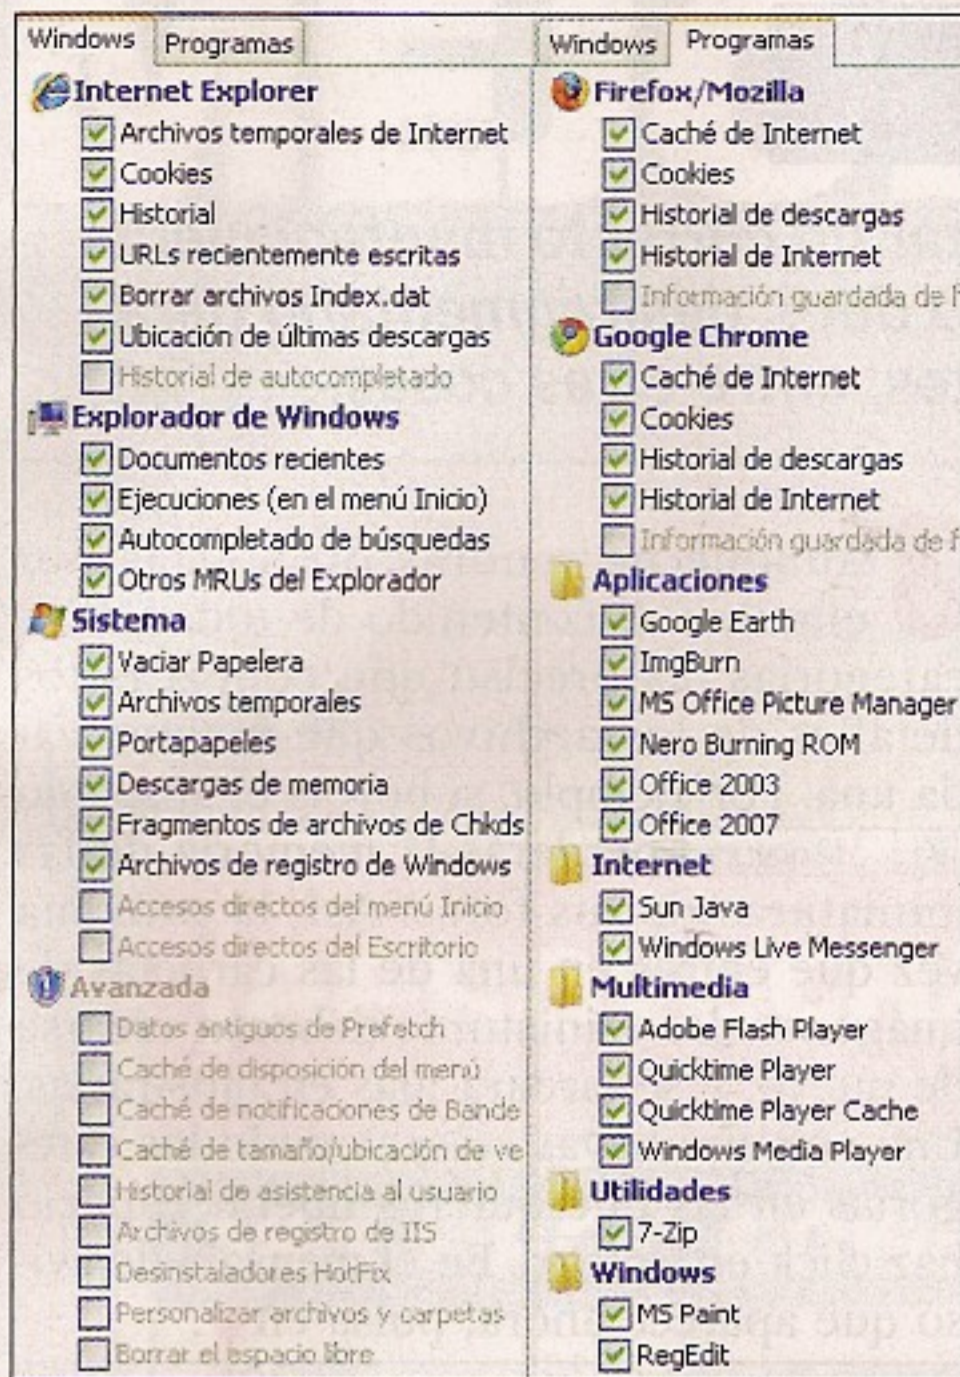 Windows
Programas
Internet Explorer
Archivos temporales de Internet
Cookies
Historial
URLs recientemente escritas
Borrar archivos Index.dat
Ubicación de últimas descargas
Historial de autocompletado
Explorador de Windows
Documentos recientes
Ejecuciones (en el menú Inicio)
Autocompletado de búsquedas
Otros MRUs del Explorador
Sistema
Vaciar Papelera
Archivos temporales
Portapapeles
Descargas de memoria
Fragmentos de archivos de Chkds
Archivos de registro de Windows
Accesos directos del menú Inicio
Accesos directos del Escritorio
Avanzada
Datos antiguos de Prefetch
Caché de disposición del menú
Caché de notificaciones de Bande
Caché de tamaño/ubicación de ve
Historial de asistencia al usuario
Archivos de registro de IIS
Desinstaladores HotFix
Personalizar archivos y carpetas
Borrar el espacio libre
Windows
Programas
Firefox/Mozilla
Caché de Internet
Cookies
Historial de descargas
Historial de Internet
Información guardada de f
Google Chrome
Caché de Internet
Cookies
Historial de descargas
Historial de Internet
Información guardada de f
Aplicaciones
Google Earth
ImgBurn
MS Office Picture Manager
Nero Burning ROM
Office 2003
Office 2007
Internet
Sun Java
Windows Live Messenger
Multimedia
Adobe Flash Player
Quicktime Player
Quicktime Player Cache
Windows Media Player
Utilidades
7-Zip
Windows
MS Paint
RegEdit